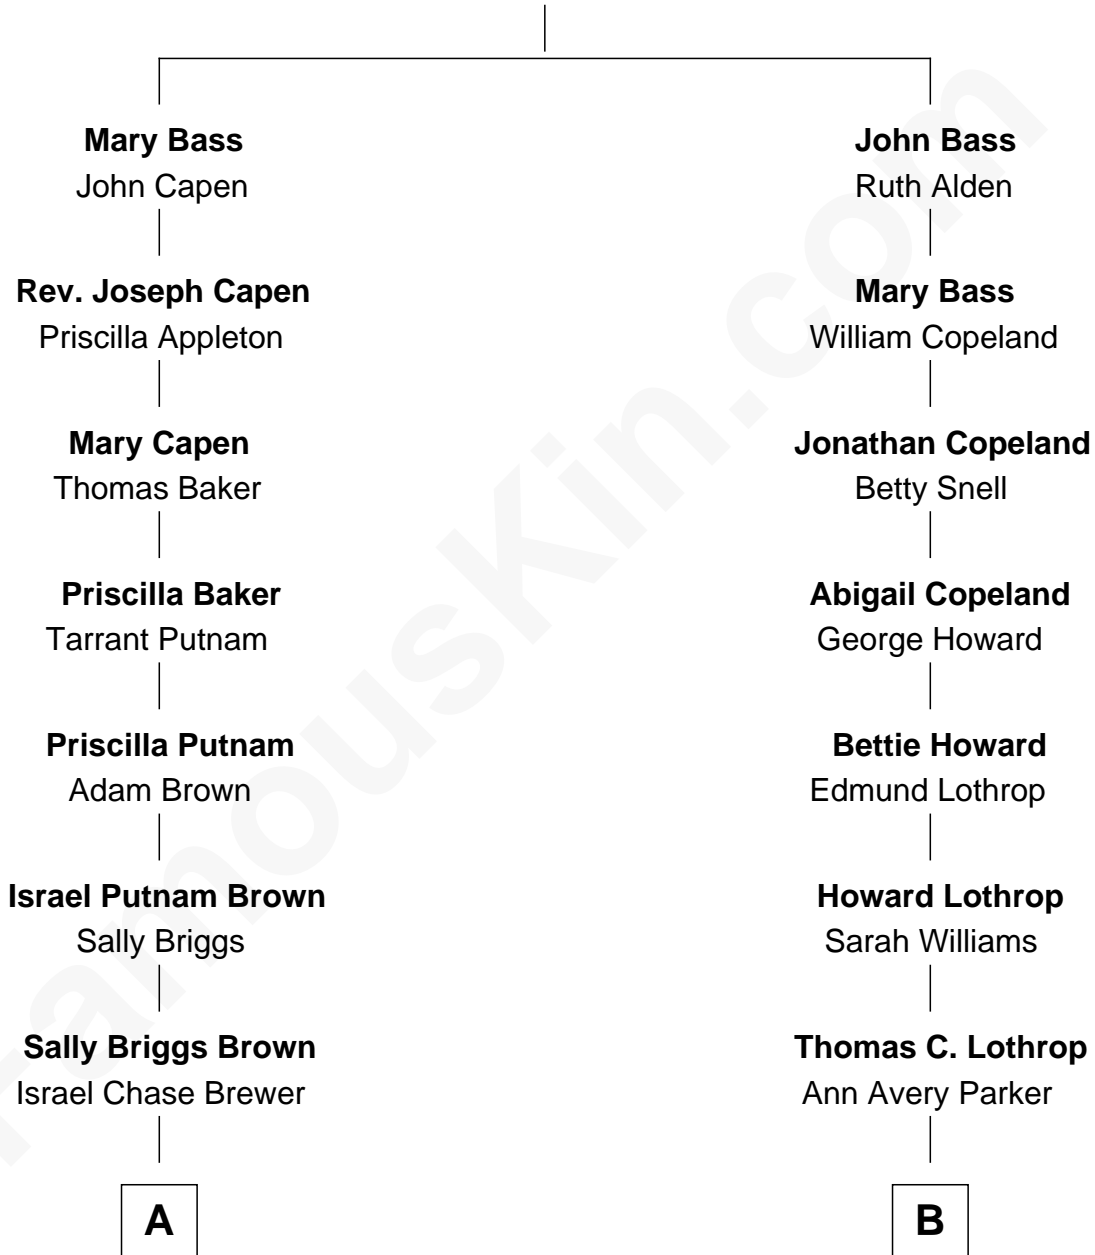 Mary Bass
John Capen
Rev. Joseph Capen
Priscilla Appleton
Mary Capen
Thomas Baker
Priscilla Baker
Tarrant Putnam
Priscilla Putnam
Adam Brown
Israel Putnam Brown
Sally Briggs
Sally Briggs Brown
Israel Chase Brewer
A
John Bass
Ruth Alden
Mary Bass
William Copeland
Jonathan Copeland
Betty Snell
Abigail Copeland
George Howard
Bettie Howard
Edmund Lothrop
Howard Lothrop
Sarah Williams
Thomas C. Lothrop
Ann Avery Parker
B
FamousKin.com